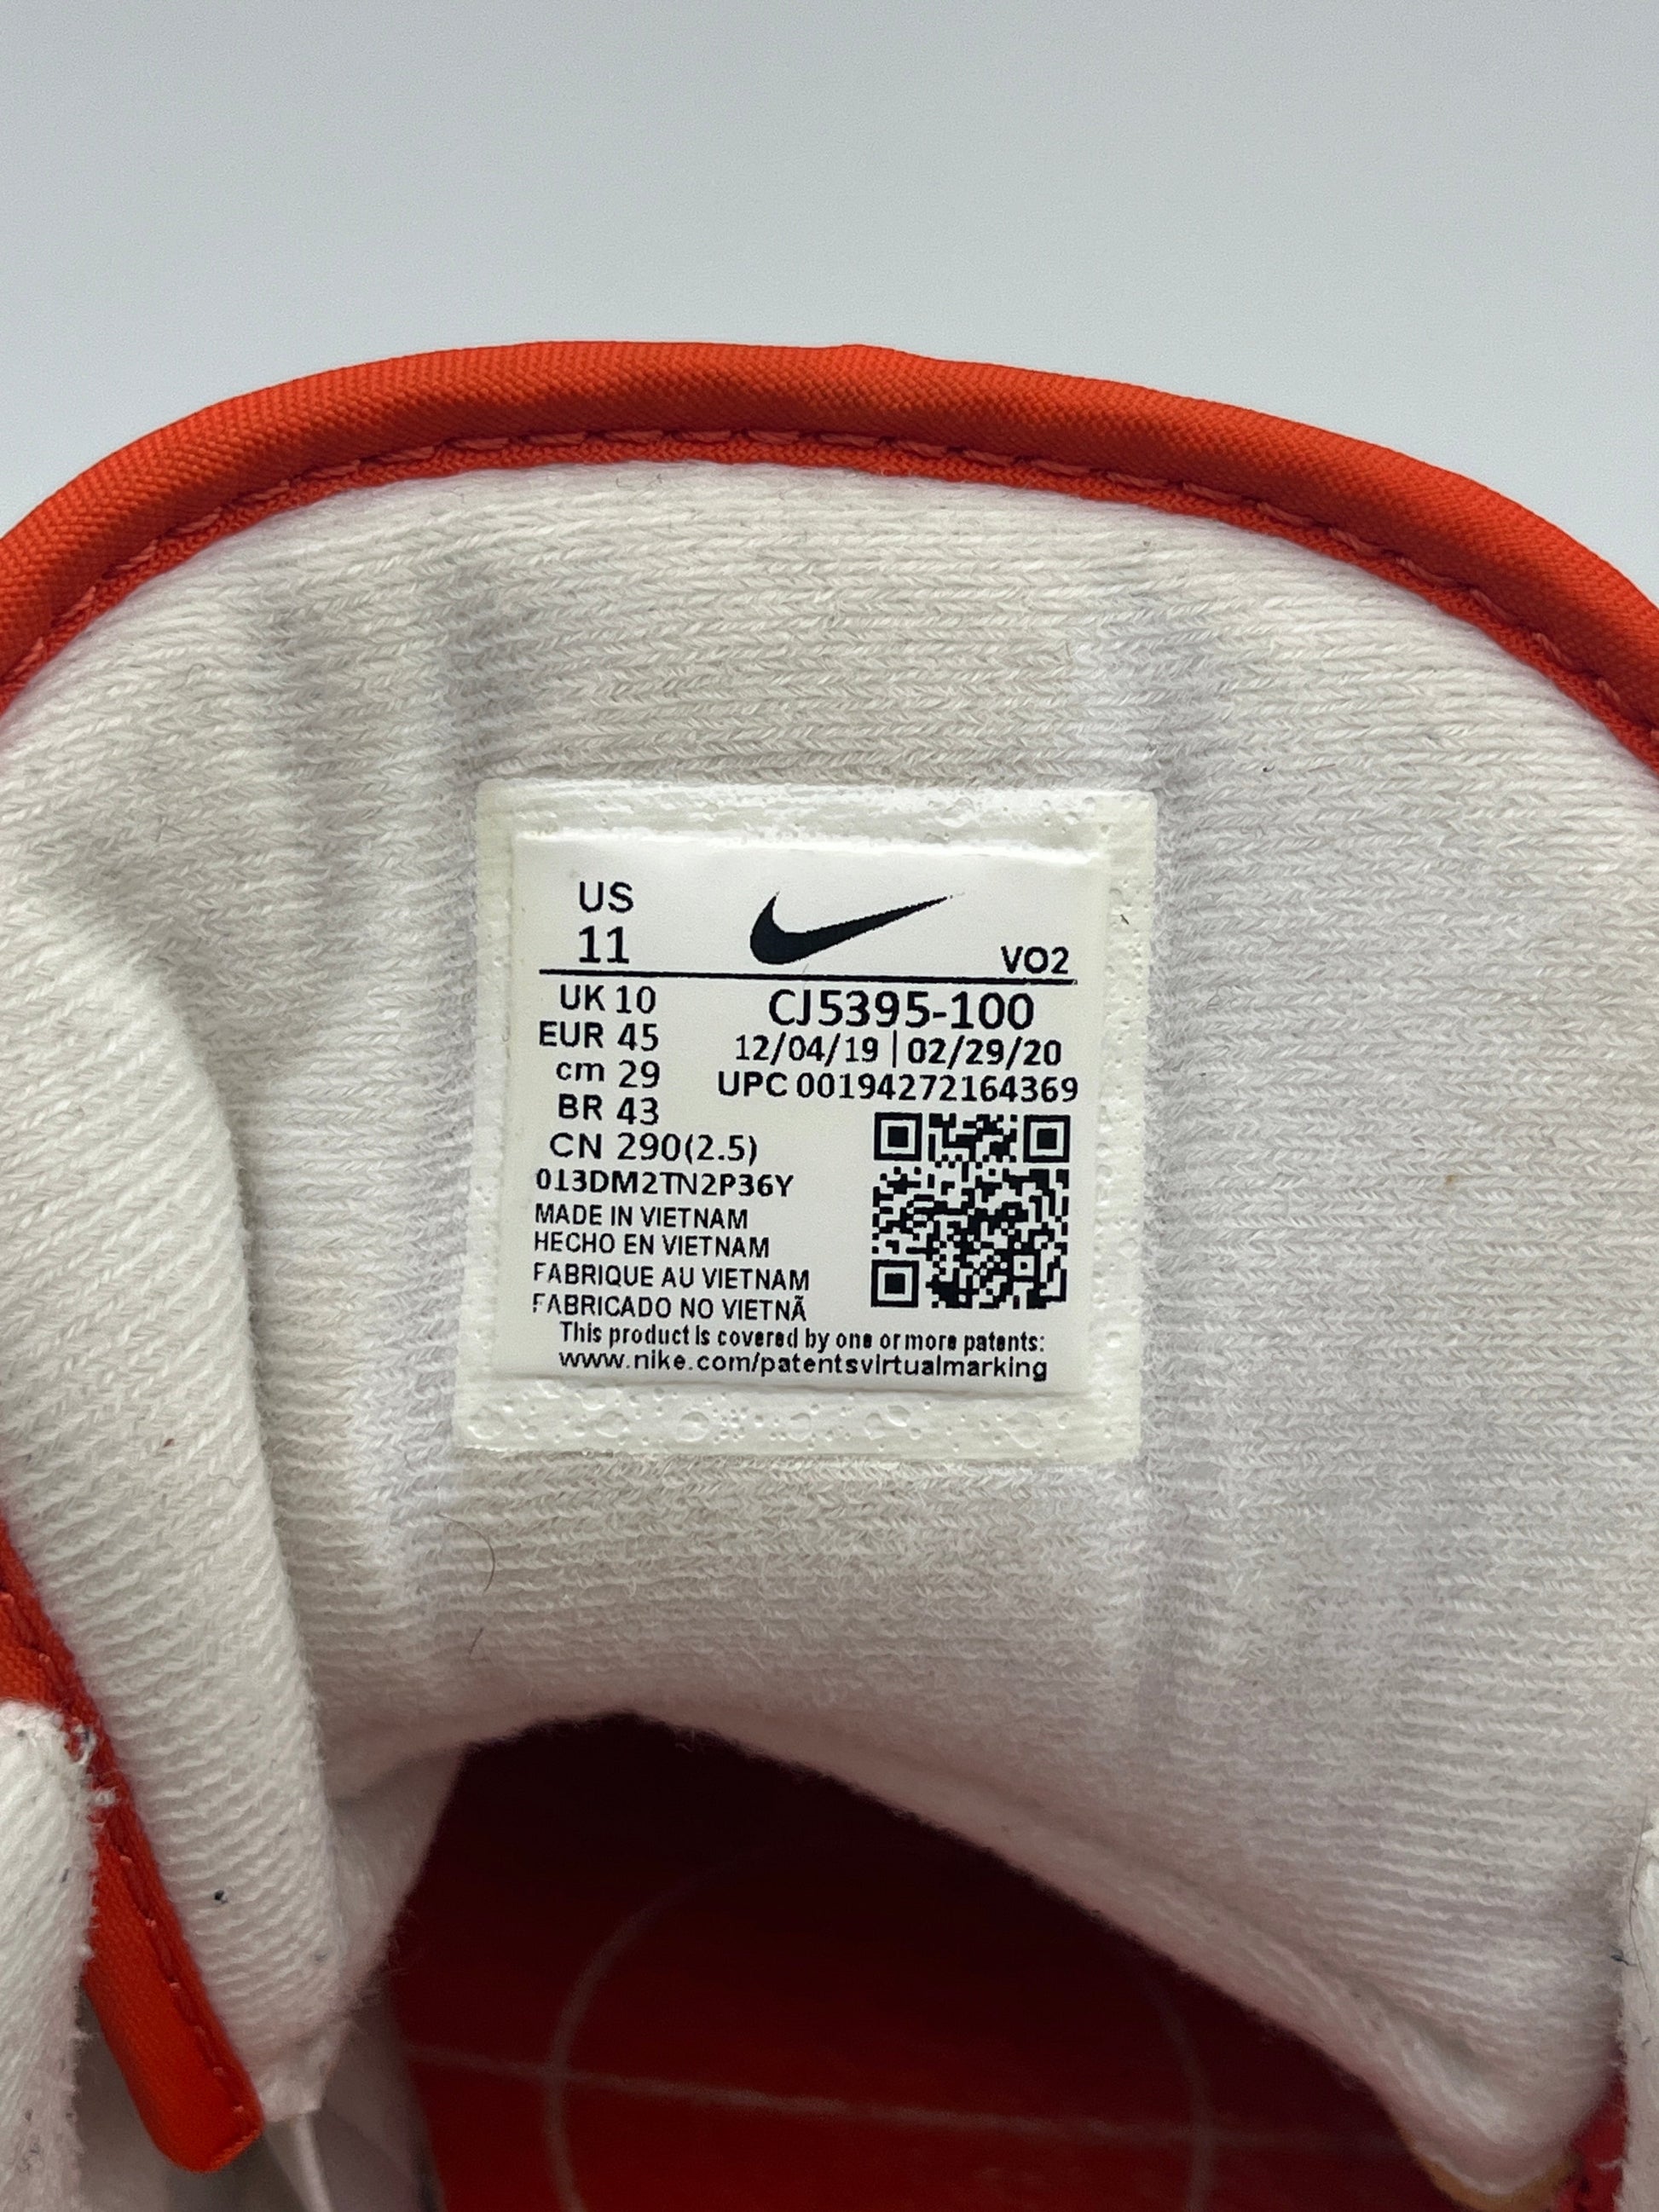 US
11
VO2
UK 10
CJ5395-100
EUR 45
12/04/19 | 02/29/20
cm 29
UPC 00194272164369
BR 43
CN 290(2.5)
013DM2TN2P36Y
MADE IN VIETNAM
HECHO EN VIETNAM
FABRIQUE AU VIETNAM
FABRICADO NO VIETNÃ
This product is covered by one or more patents:
www.nike.com/patentsvirtualmarking